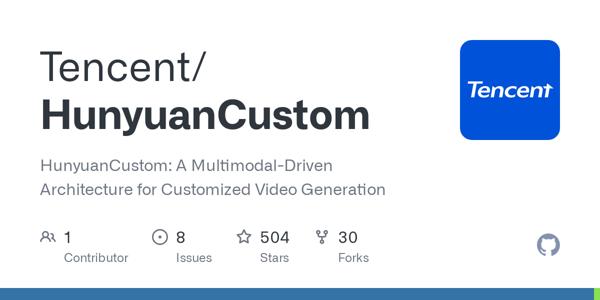 Tencent/
HunyuanCustom
Tencent
HunyuanCustom: A Multimodal-Driven
Architecture for Customized Video Generation
1
Contributor
8
Issues
504
Stars
30
Forks